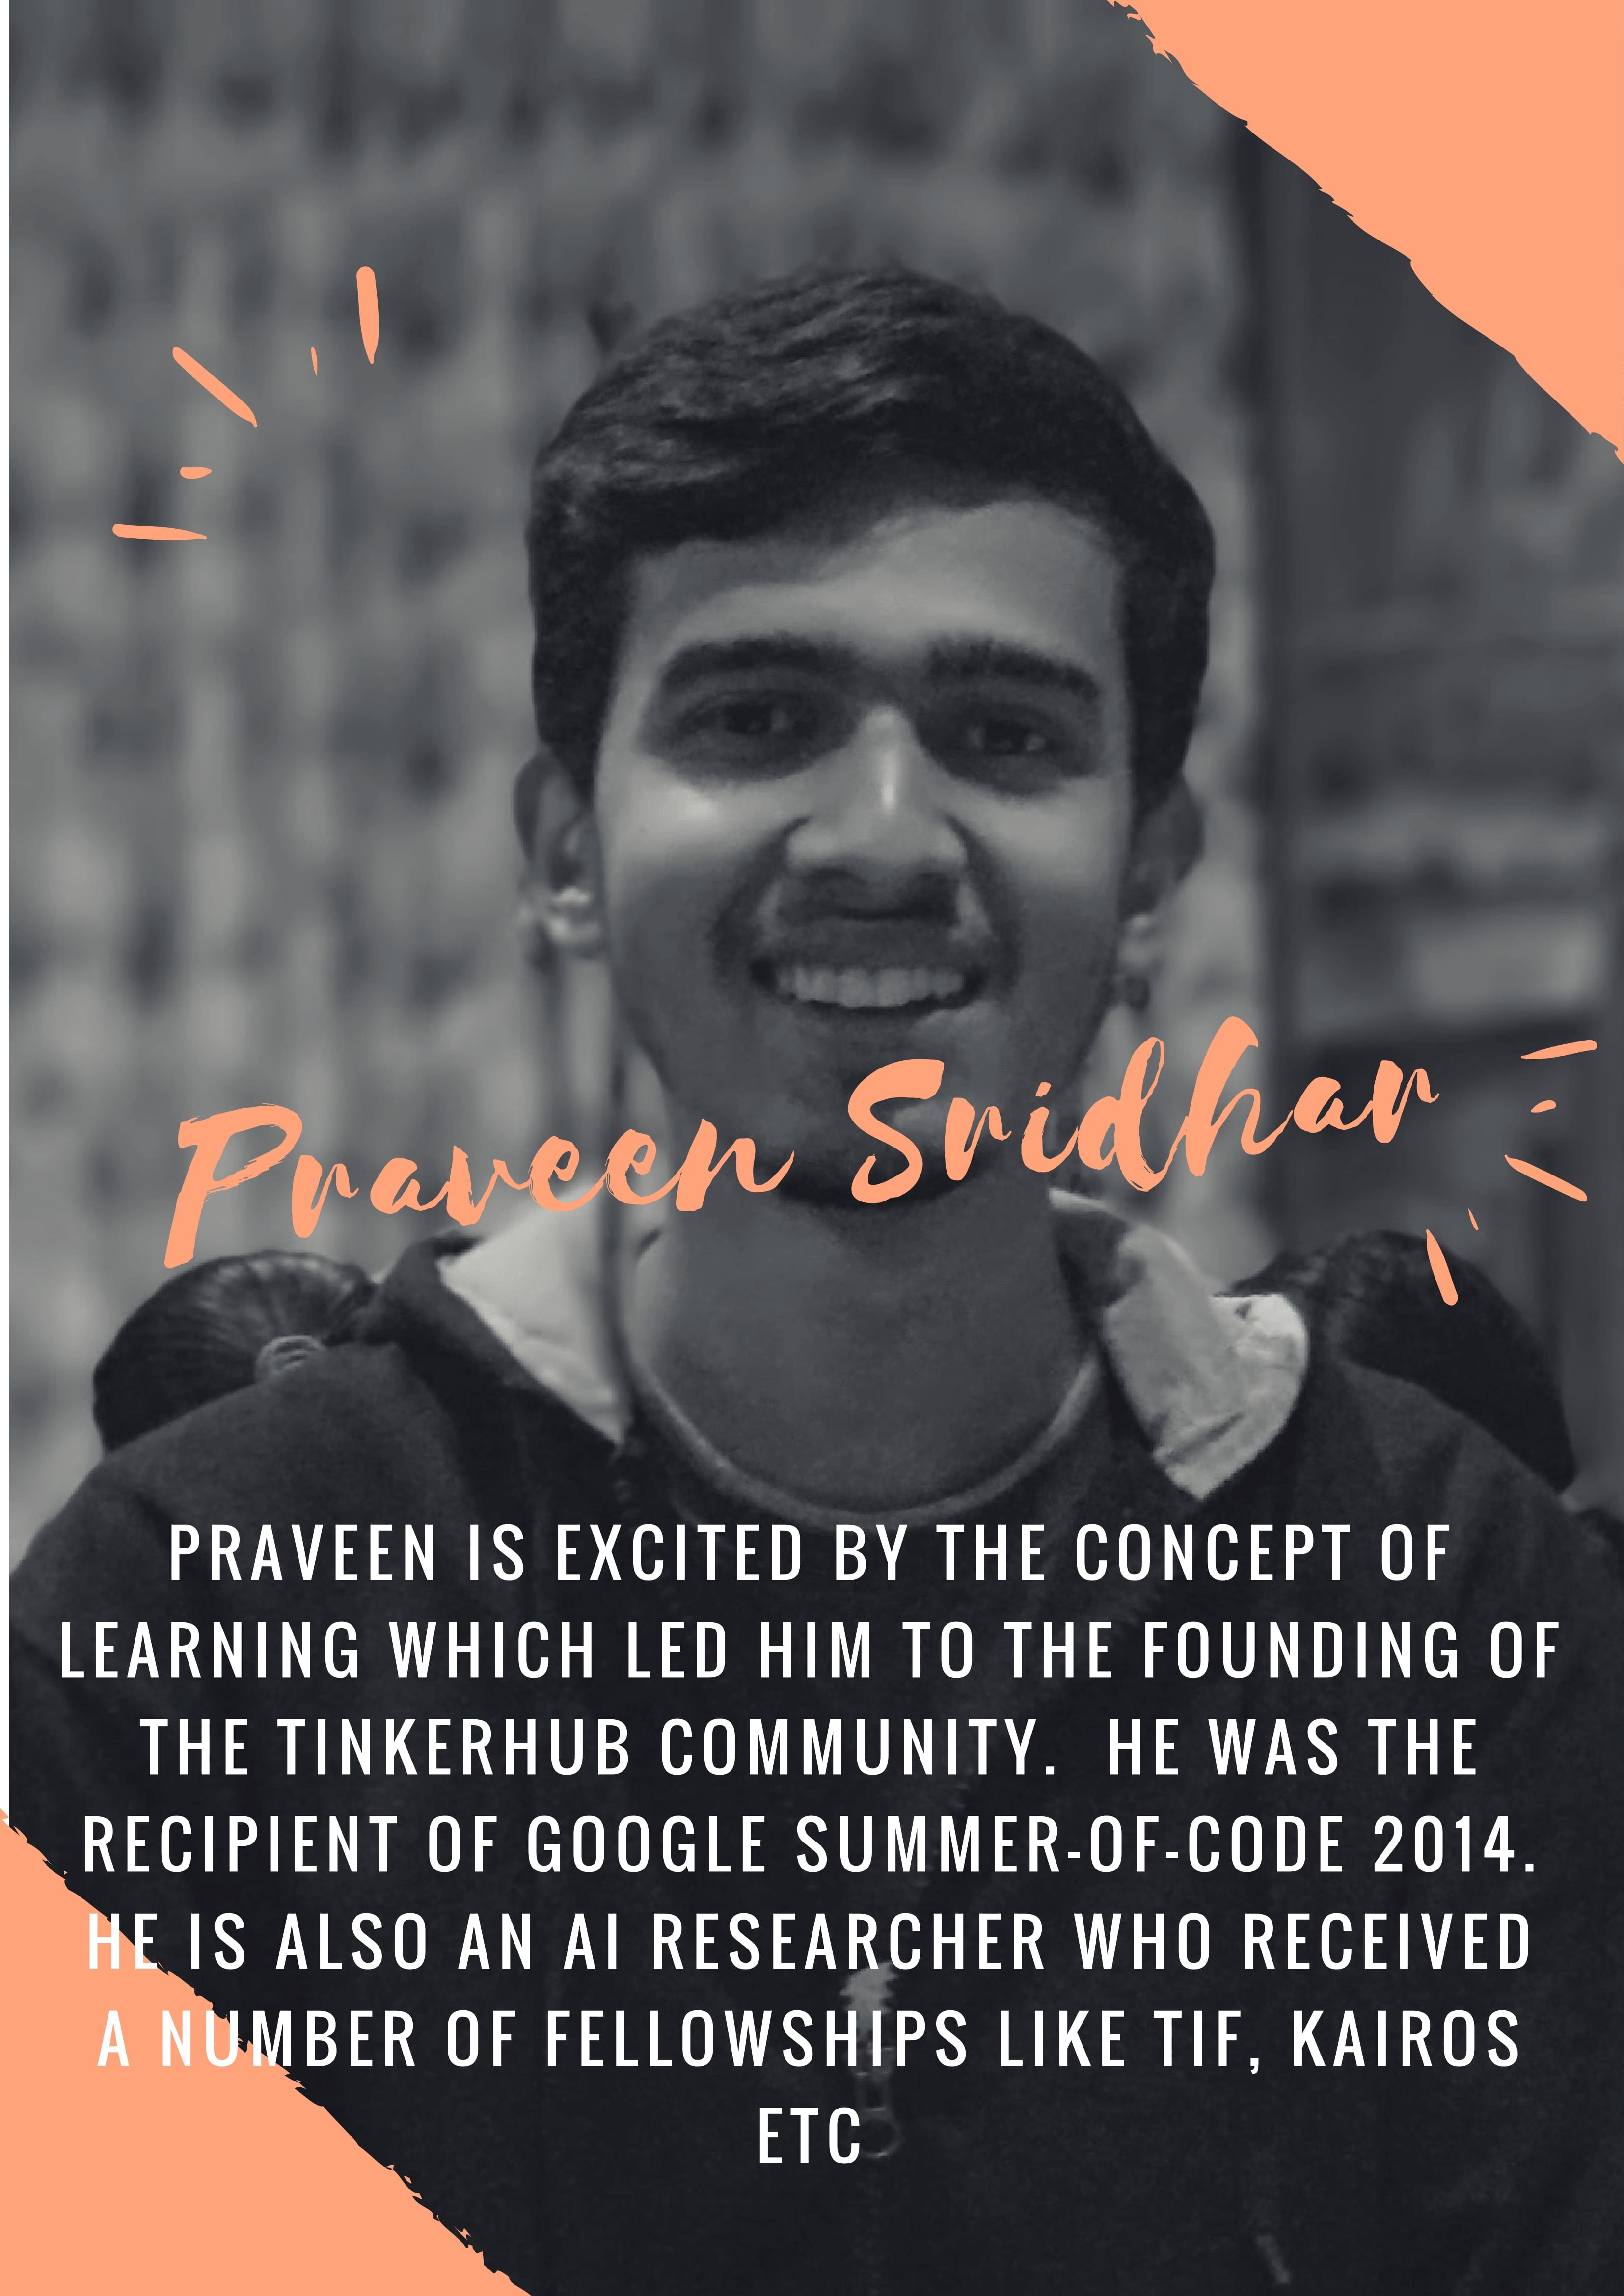 Praveen Sridhar
PRAVEEN IS EXCITED BY THE CONCEPT OF
LEARNING WHICH LED HIM TO THE FOUNDING OF
THE TINKERHUB COMMUNITY.  HE WAS THE
RECIPIENT OF GOOGLE SUMMER-OF-CODE 2014.
HE IS ALSO AN AI RESEARCHER WHO RECEIVED
A NUMBER OF FELLOWSHIPS LIKE TIF, KAIROS
ETC